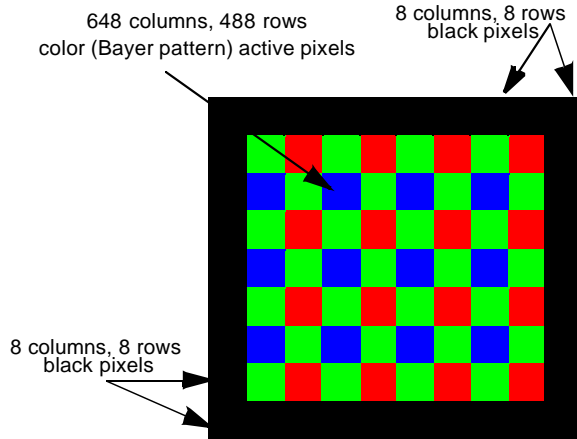 648 columns, 488 rows
color (Bayer pattern) active pixels
8 columns, 8 rows
black pixels
8 columns, 8 rows
black pixels